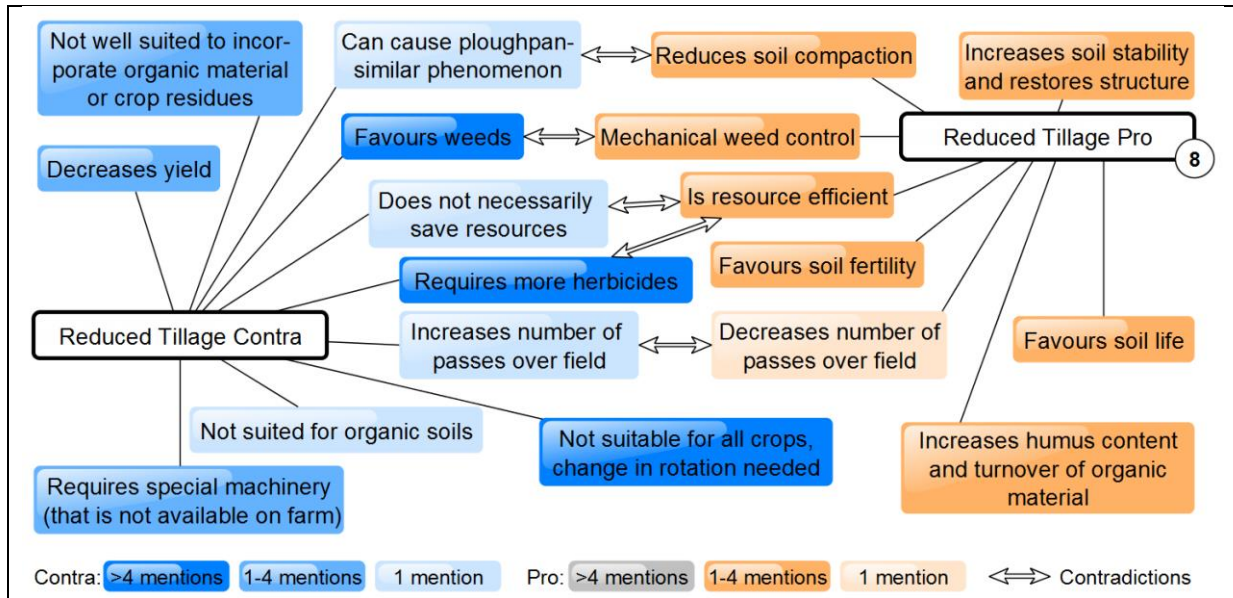 Not well suited to incor-
porate organic material
or crop residues
Can cause ploughpan-
similar phenomenon
Reduces soil compaction
Increases soil stability
and restores structure
Favours weeds
Mechanical weed control
Reduced Tillage Pro
8
Decreases yield
Does not necessarily
save resources
Is resource efficient
Requires more herbicides
Favours soil fertility
Reduced Tillage Contra
Increases number of
passes over field
Decreases number of
passes over field
Favours soil life
Not suited for organic soils
Not suitable for all crops,
change in rotation needed
Increases humus content
and turnover of organic
material
Requires special machinery
(that is not available on farm)
Contra: >4 mentions 1-4 mentions 1 mention Pro: >4 mentions 1-4 mentions 1 mention Contradictions